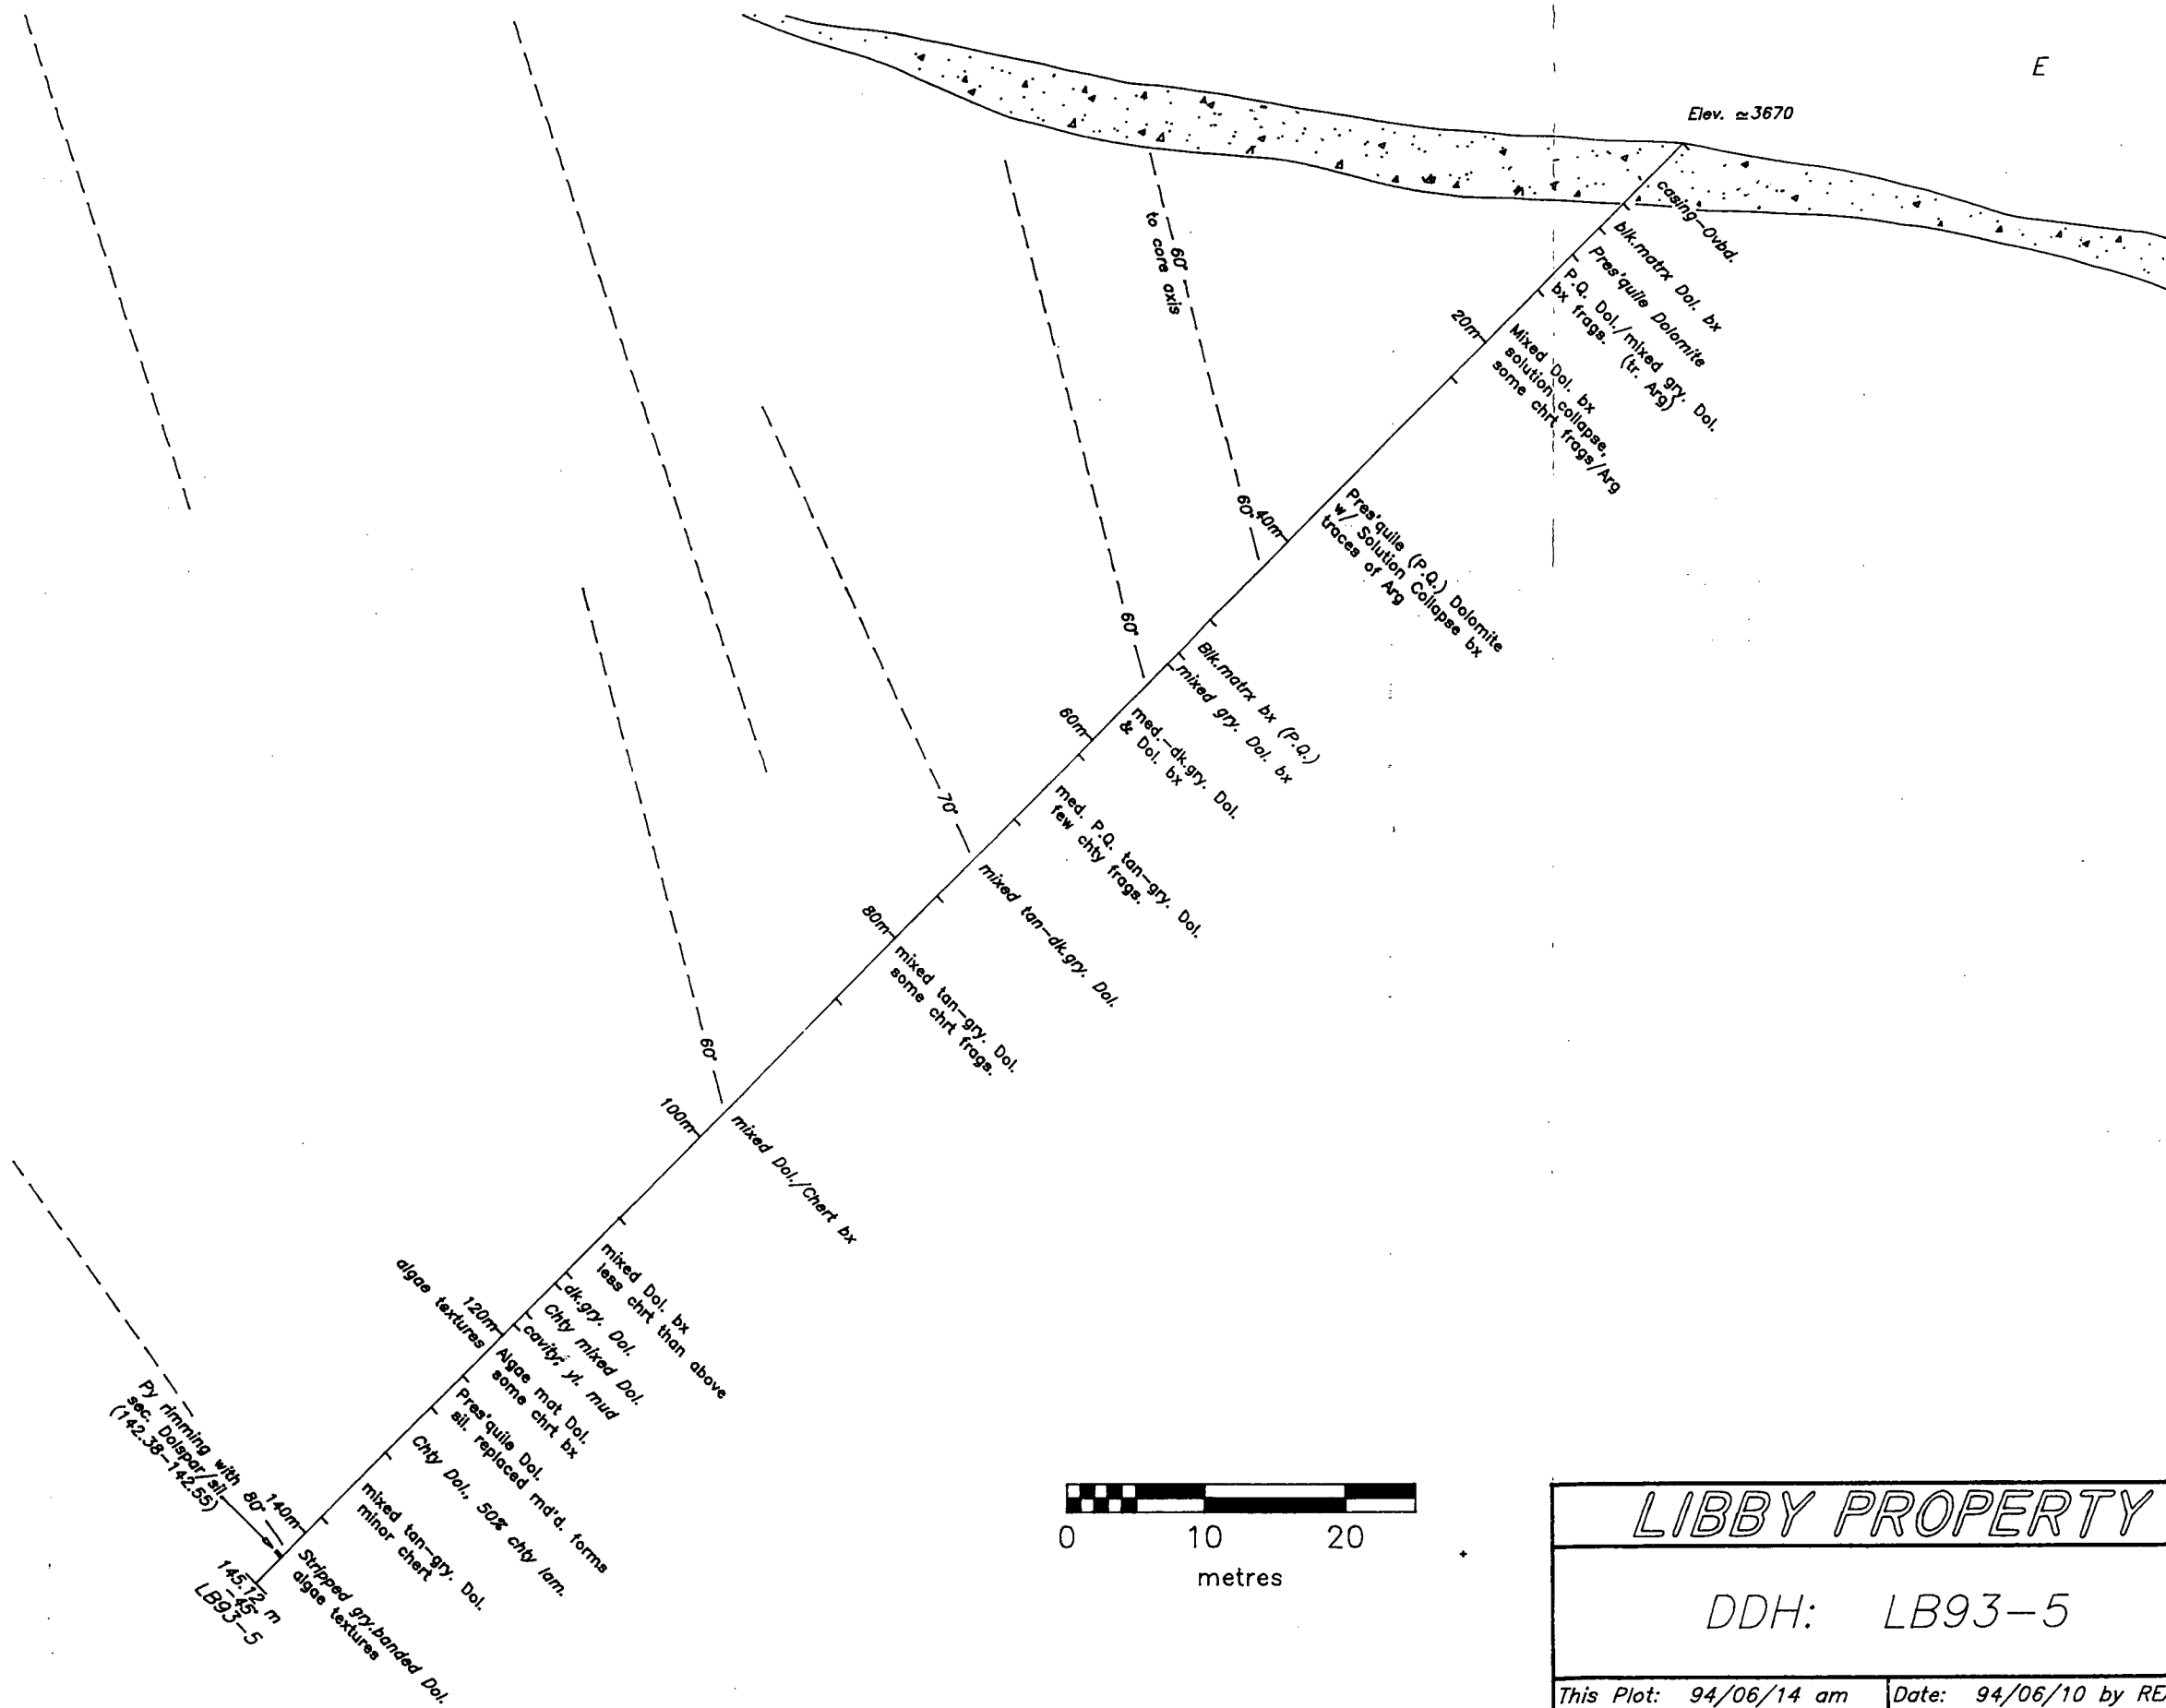 E
Elev. ≃3670
casing-Ovbd.
blk.matrx Dol. bx
Pres'quile Dolomite
P.Q. Dol./mixed gry. Dol.
bx frags. (tr. Arg)
20m
Mixed Dol. bx
solution collapse,
some chrt frags/Arg
60°
to core axis
60°
40m
Pres'quile (P.Q.) Dolomite
w/ Solution Collapse bx
traces of Arg
60°
Blk.matrx bx (P.Q.)
mixed gry. Dol. bx
60m
med.-dk.gry. Dol.
& Dol. bx
med. P.Q. tan-gry. Dol.
few chty frags.
70°
mixed tan-dk.gry. Dol.
80m
mixed tan-gry. Dol.
some chrt frags.
60°
100m
mixed Dol./Chert bx
mixed Dol. bx
less chrt than above
dk.gry. Dol.
Chty mixed Dol.
cavity; yl. mud
algae textures
120m
Algae mat Dol.
some chrt bx
Pres'quile Dol.
sil. replaced rnd'd. forms
Chty Dol., 50% chty lam.
mixed tan-gry. Dol.
minor chert
Py rimming with
sec. Dolspar/sil.
(142.38-142.55)
80°
140m
Stripped gry.banded Dol.
algae textures
145.12 m
-45°
LB93-5
0 10 20
metres
LIBBY PROPERTY
DDH: LB93-5
This Plot: 94/06/14 am
Date: 94/06/10 by RE